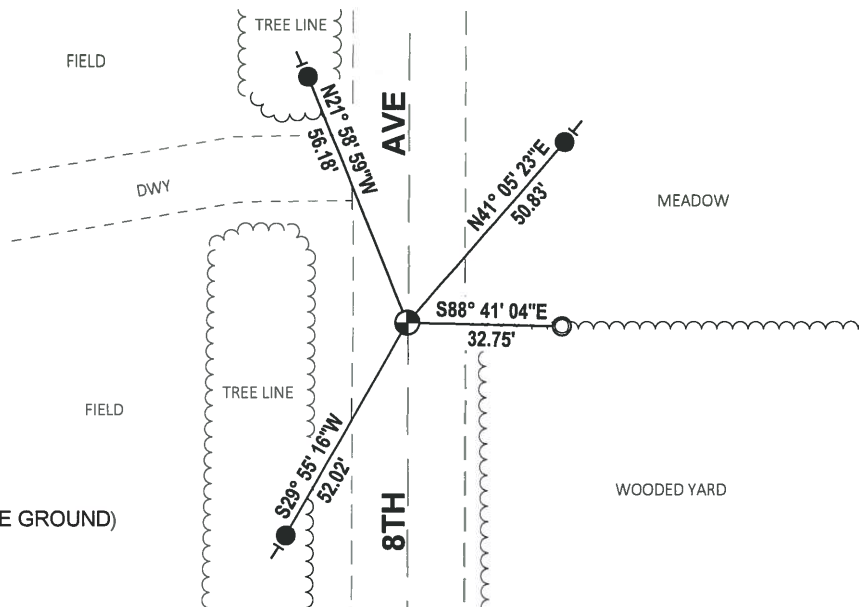 TREE LINE
FIELD
N21° 58' 59"W
56.18'
AVE
N41° 05' 23"E
50.83'
DWY
MEADOW
S88° 41' 04"E
32.75'
TREE LINE
FIELD
S29° 55' 16"W
52.02'
WOODED YARD
8TH
E GROUND)